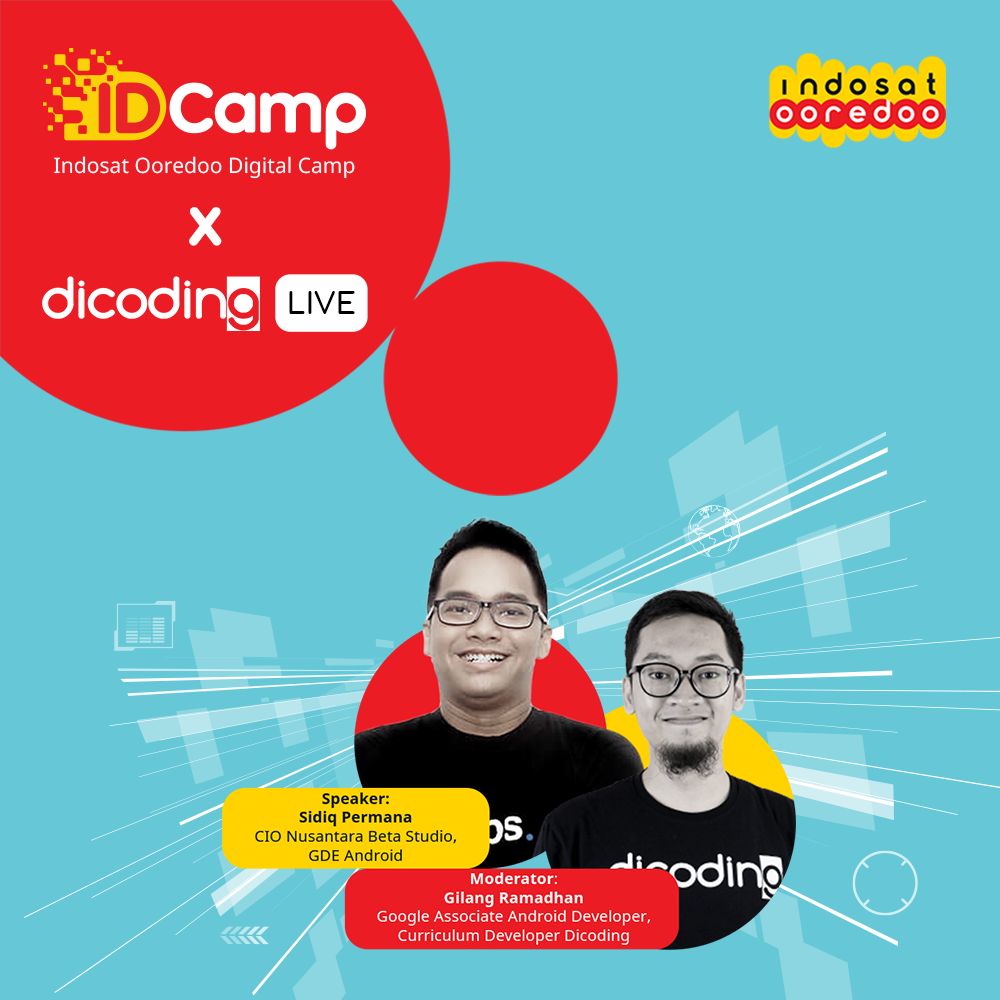 IDCamp
Indosat Ooredoo Digital Camp
X
dicoding LIVE
indosat
ooredoo
Speaker:
Sidiq Permana
CIO Nusantara Beta Studio,
GDE Android
os.
dicoding
Moderator:
Gilang Ramadhan
Google Associate Android Developer,
Curriculum Developer Dicoding